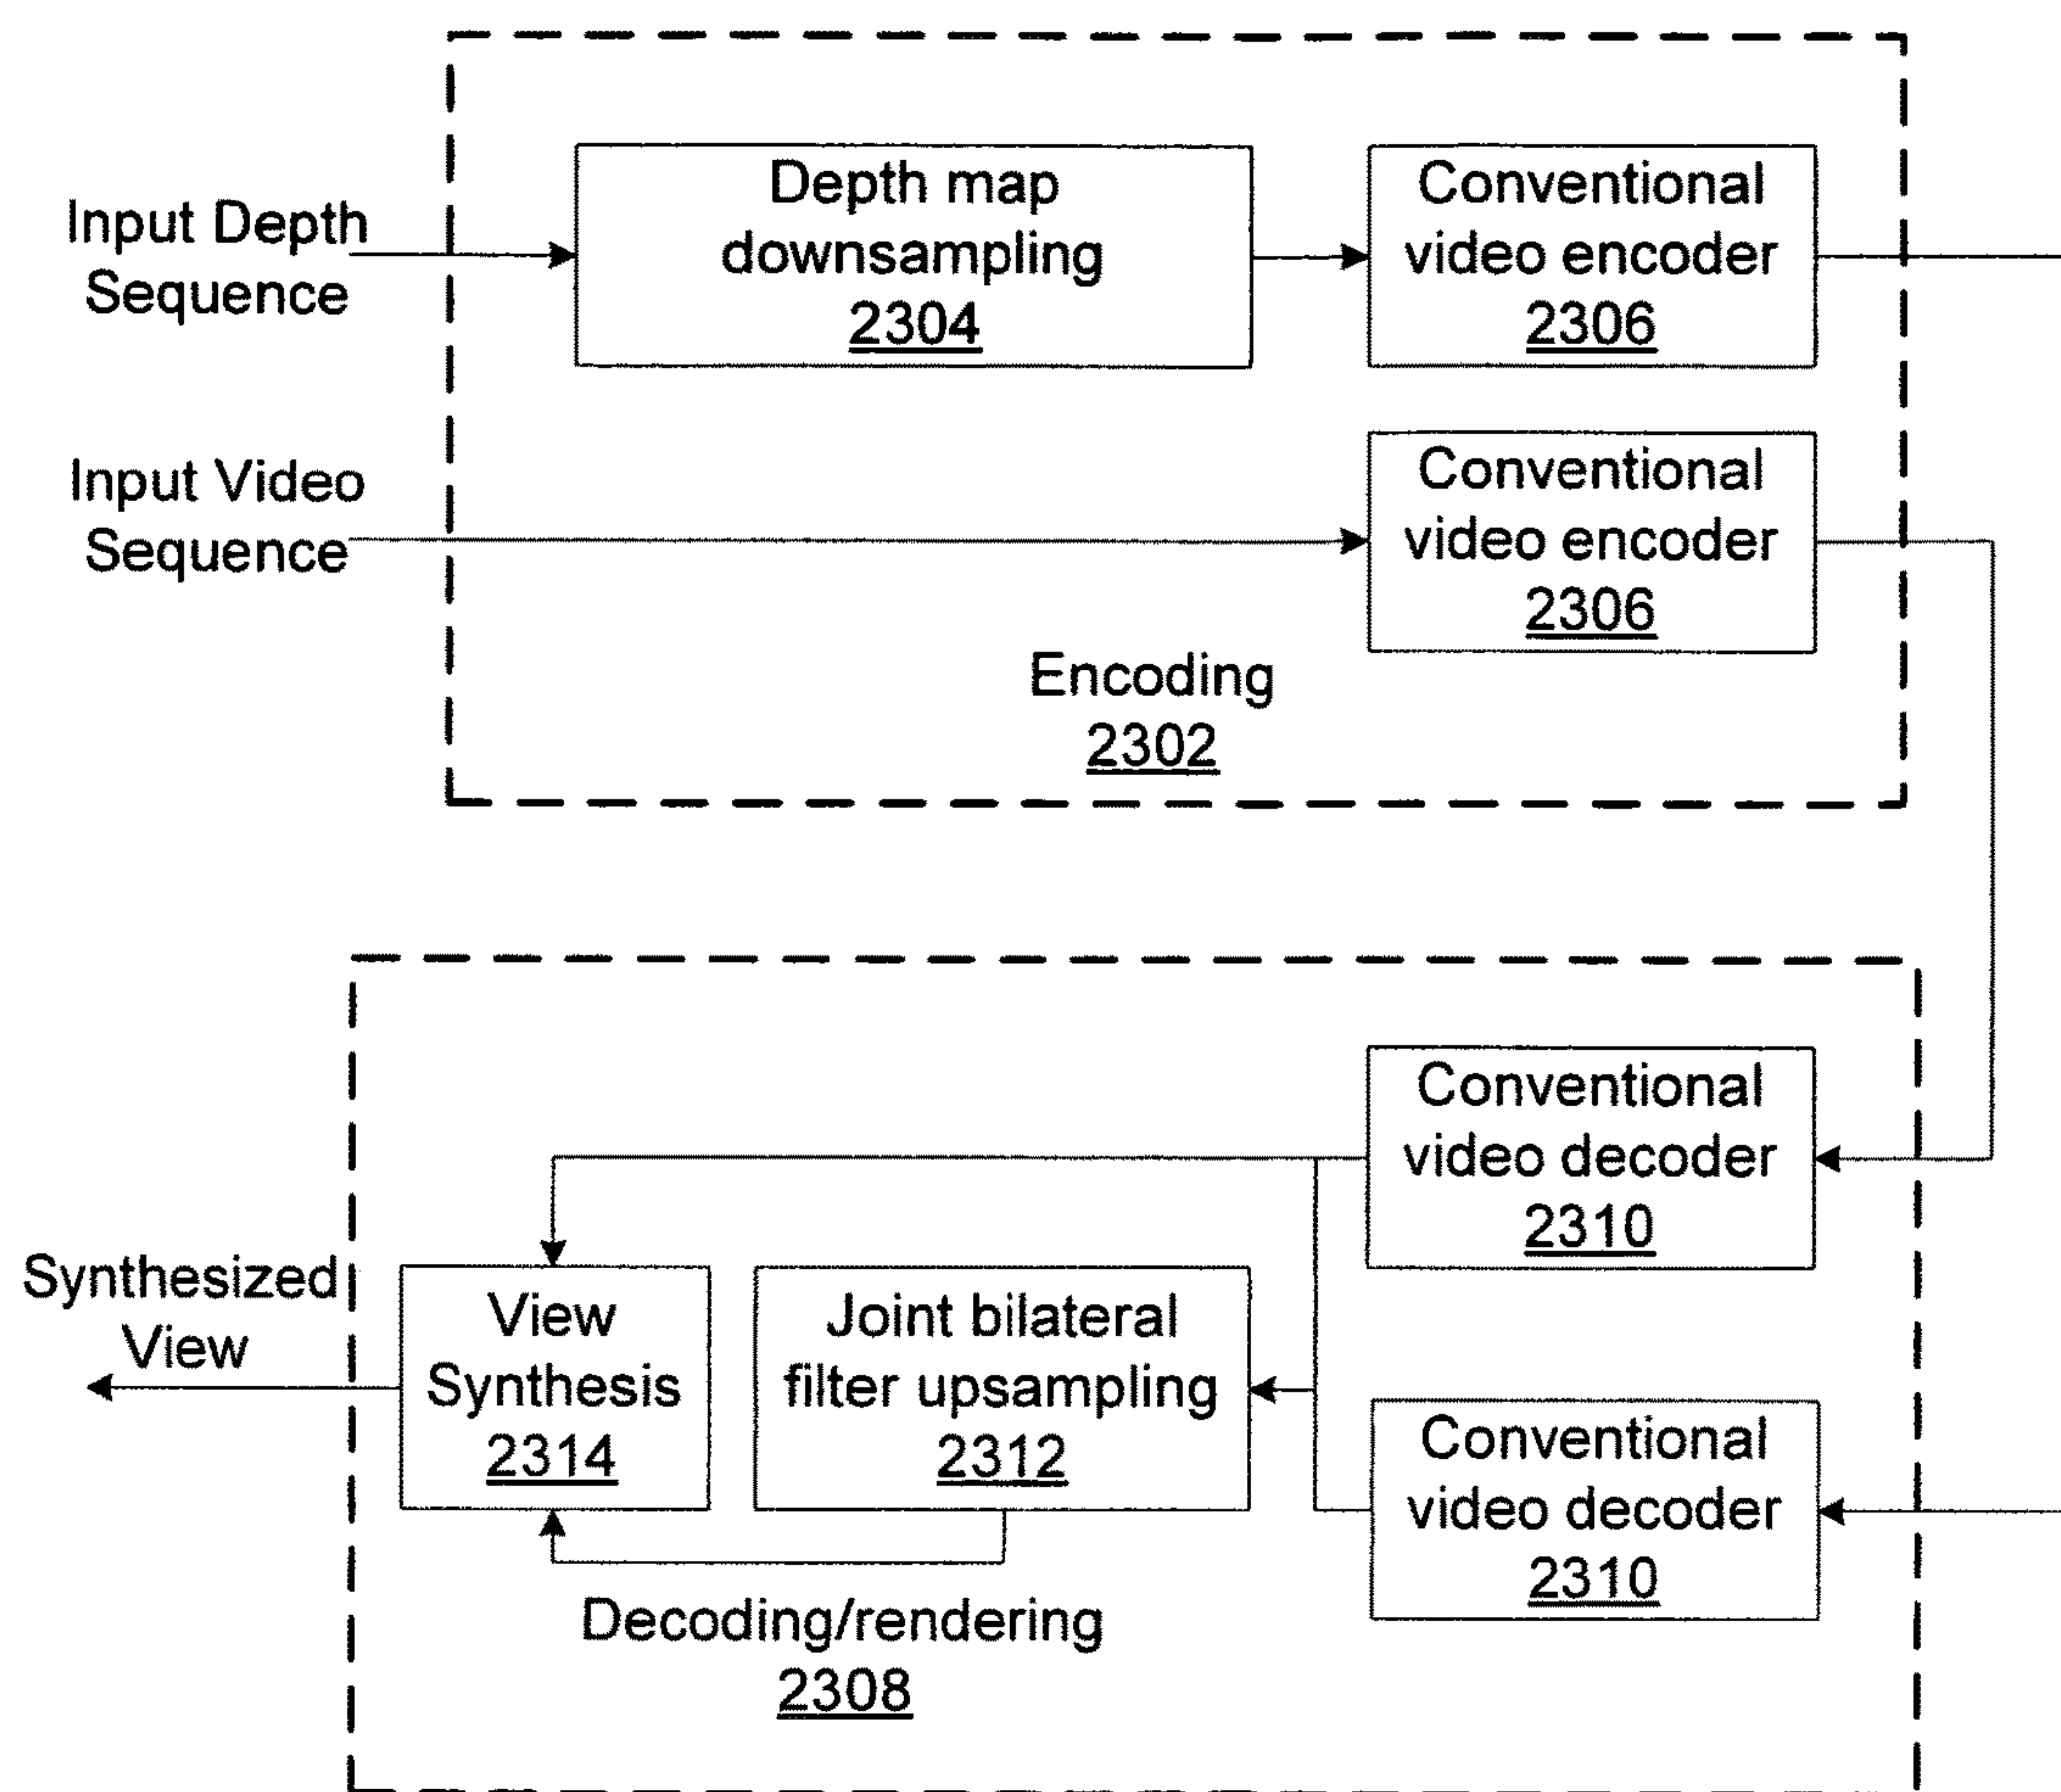 Input Depth
Sequence
Depth map
downsampling
2304
Conventional
video encoder
2306
Input Video
Sequence
Conventional
video encoder
2306
Encoding
2302
Conventional
video decoder
2310
Synthesized
View
View
Synthesis
2314
Joint bilateral
filter upsampling
2312
Conventional
video decoder
2310
Decoding/rendering
2308